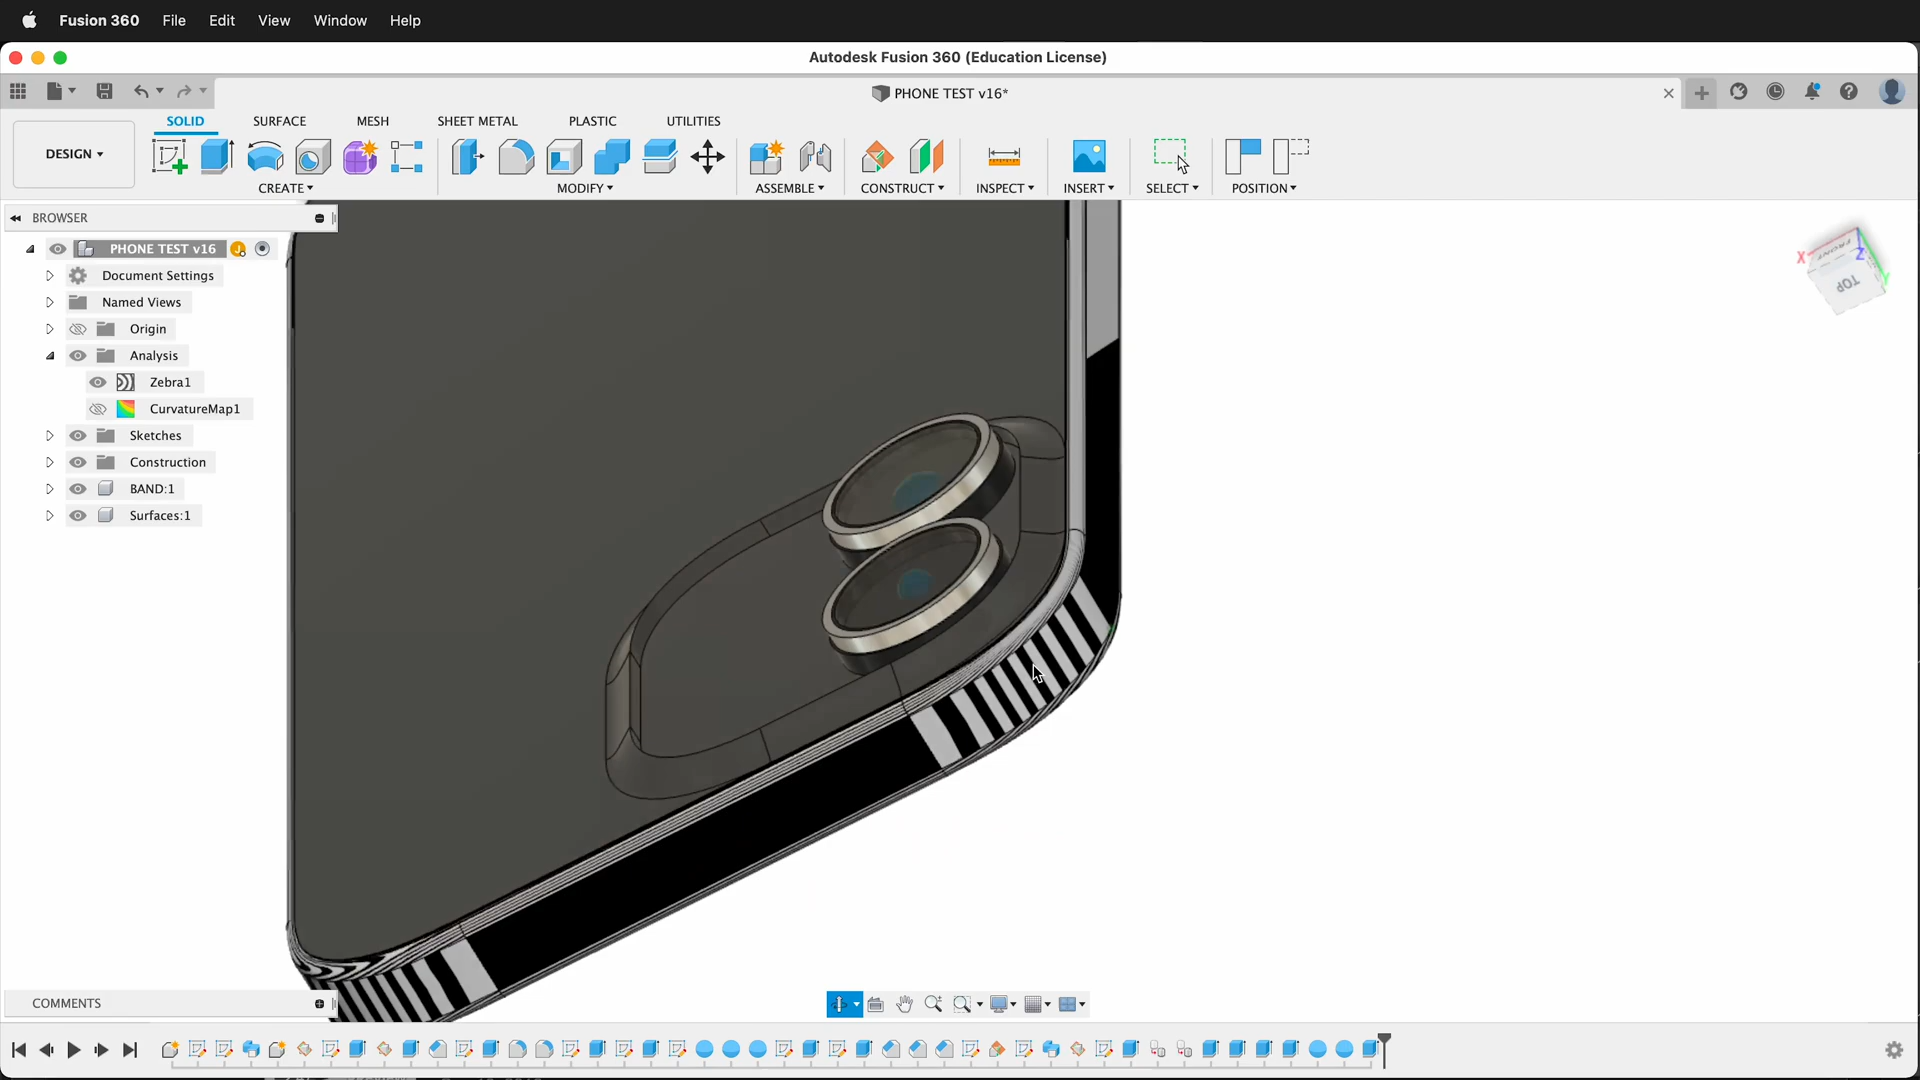 Fusion 360 File Edit View Window Help
Autodesk Fusion 360 (Education License)
PHONE TEST v16*
SOLID SURFACE MESH SHEET METAL PLASTIC UTILITIES
DESIGN
CREATE MODIFY ASSEMBLE CONSTRUCT INSPECT INSERT SELECT POSITION
BROWSER
PHONE TEST v16
Document Settings
Named Views
Origin
Analysis
Zebra1
CurvatureMap1
Sketches
Construction
BAND:1
Surfaces:1
X Z Y
FRONT
TOP
COMMENTS